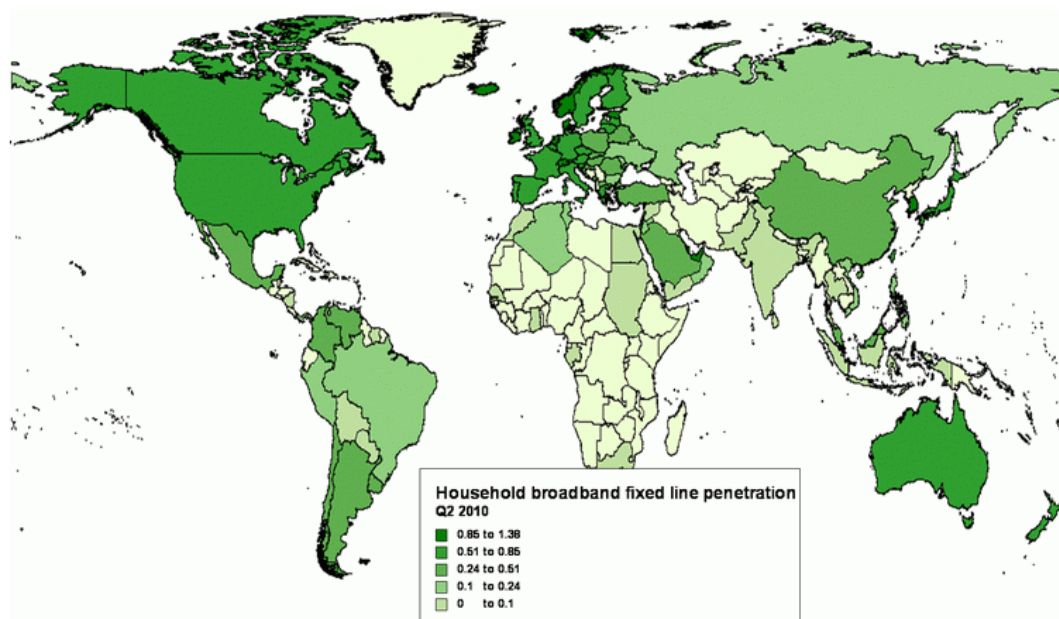 Household broadband fixed line penetration
Q2 2010
0.85 to 1.38
0.51 to 0.85
0.24 to 0.51
0.1 to 0.24
0 to 0.1